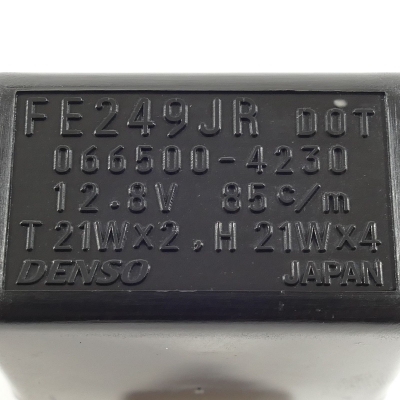 FE249JR DOT
066500-4230
12.8V 85c/m
T 21W×2, H 21W×4
DENSO JAPAN